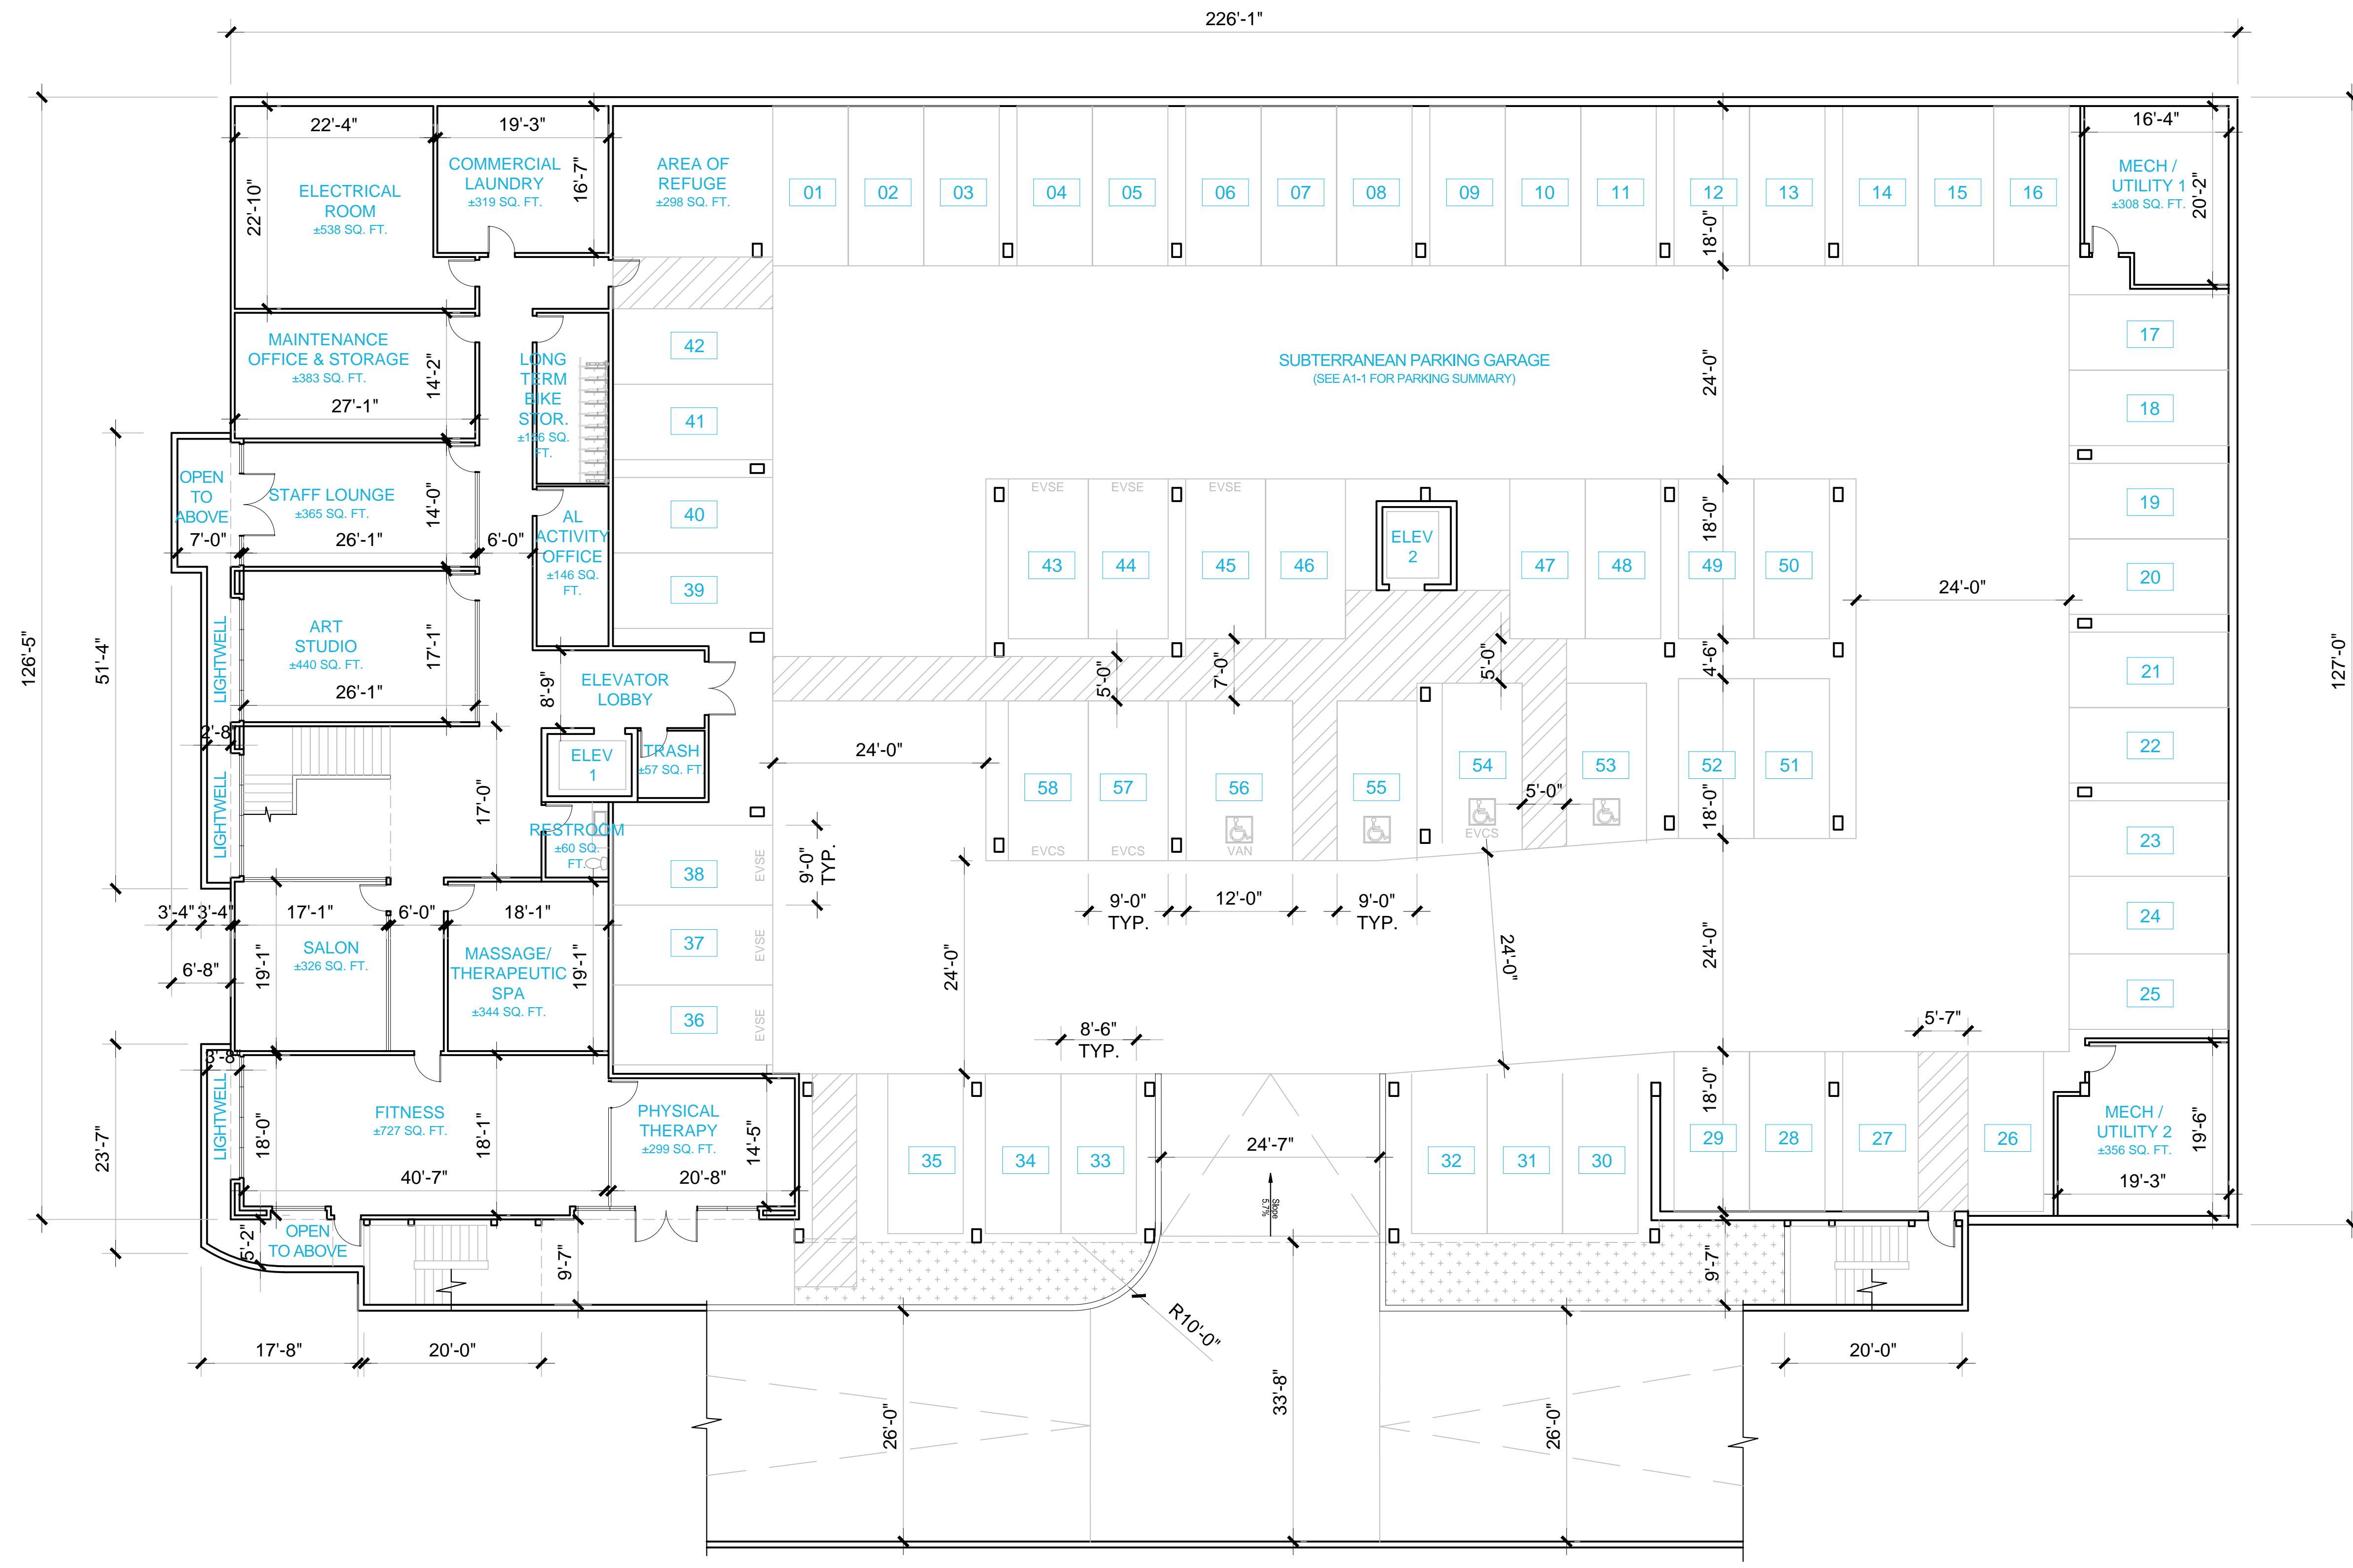 226'-1"
22'-4"
19'-3"
16'-4"
ELECTRICAL
ROOM
±538 SQ. FT.
22'-10"
COMMERCIAL
LAUNDRY
±319 SQ. FT.
16'-7"
AREA OF
REFUGE
±298 SQ. FT.
01
02
03
04
05
06
07
08
09
10
11
12
13
14
15
16
18'-0"
MECH /
UTILITY 1
±308 SQ. FT.
20'-2"
MAINTENANCE
OFFICE & STORAGE
±383 SQ. FT.
14'-2"
27'-1"
LONG
TERM
BIKE
STOR.
FT.
42
41
40
39
SUBTERRANEAN PARKING GARAGE
(SEE A1-1 FOR PARKING SUMMARY)
24'-0"
17
18
19
20
21
22
23
24
25
OPEN
TO
ABOVE
STAFF LOUNGE
±365 SQ. FT.
14'-0"
7'-0"
26'-1"
6'-0"
AL
ACTIVITY
OFFICE
±146 SQ.
FT.
EVSE
EVSE
EVSE
43
44
45
46
ELEV
2
47
48
49
50
18'-0"
24'-0"
126'-5"
51'-4"
127'-0"
LIGHTWELL
ART
STUDIO
±440 SQ. FT.
17'-1"
26'-1"
8'-9"
ELEVATOR
LOBBY
5'-0"
7'-0"
5'-0"
4'-6"
2'-8"
LIGHTWELL
17'-0"
ELEV
1
TRASH
±57 SQ. FT.
24'-0"
58
57
56
55
54
53
52
51
5'-0"
18'-0"
EVCS
EVCS
VAN
EVCS
RESTROOM
±60 SQ.
FT.
38
EVSE
9'-0"
TYP.
37
EVSE
36
EVSE
9'-0"
TYP.
12'-0"
9'-0"
TYP.
24'-0"
24'-0"
24'-0"
3'-4"
3'-4"
17'-1"
6'-0"
18'-1"
6'-8"
SALON
±326 SQ. FT.
19'-1"
MASSAGE/
THERAPEUTIC
SPA
±344 SQ. FT.
19'-1"
8'-6"
TYP.
5'-7"
3'-8"
23'-7"
LIGHTWELL
18'-0"
FITNESS
±727 SQ. FT.
18'-1"
40'-7"
PHYSICAL
THERAPY
±299 SQ. FT.
14'-5"
20'-8"
35
34
33
24'-7"
Slope
5.7%
32
31
30
29
28
27
26
18'-0"
MECH /
UTILITY 2
±356 SQ. FT.
19'-6"
19'-3"
5'-2"
OPEN
TO ABOVE
9'-7"
9'-7"
R10'-0"
17'-8"
20'-0"
20'-0"
26'-0"
33'-8"
26'-0"